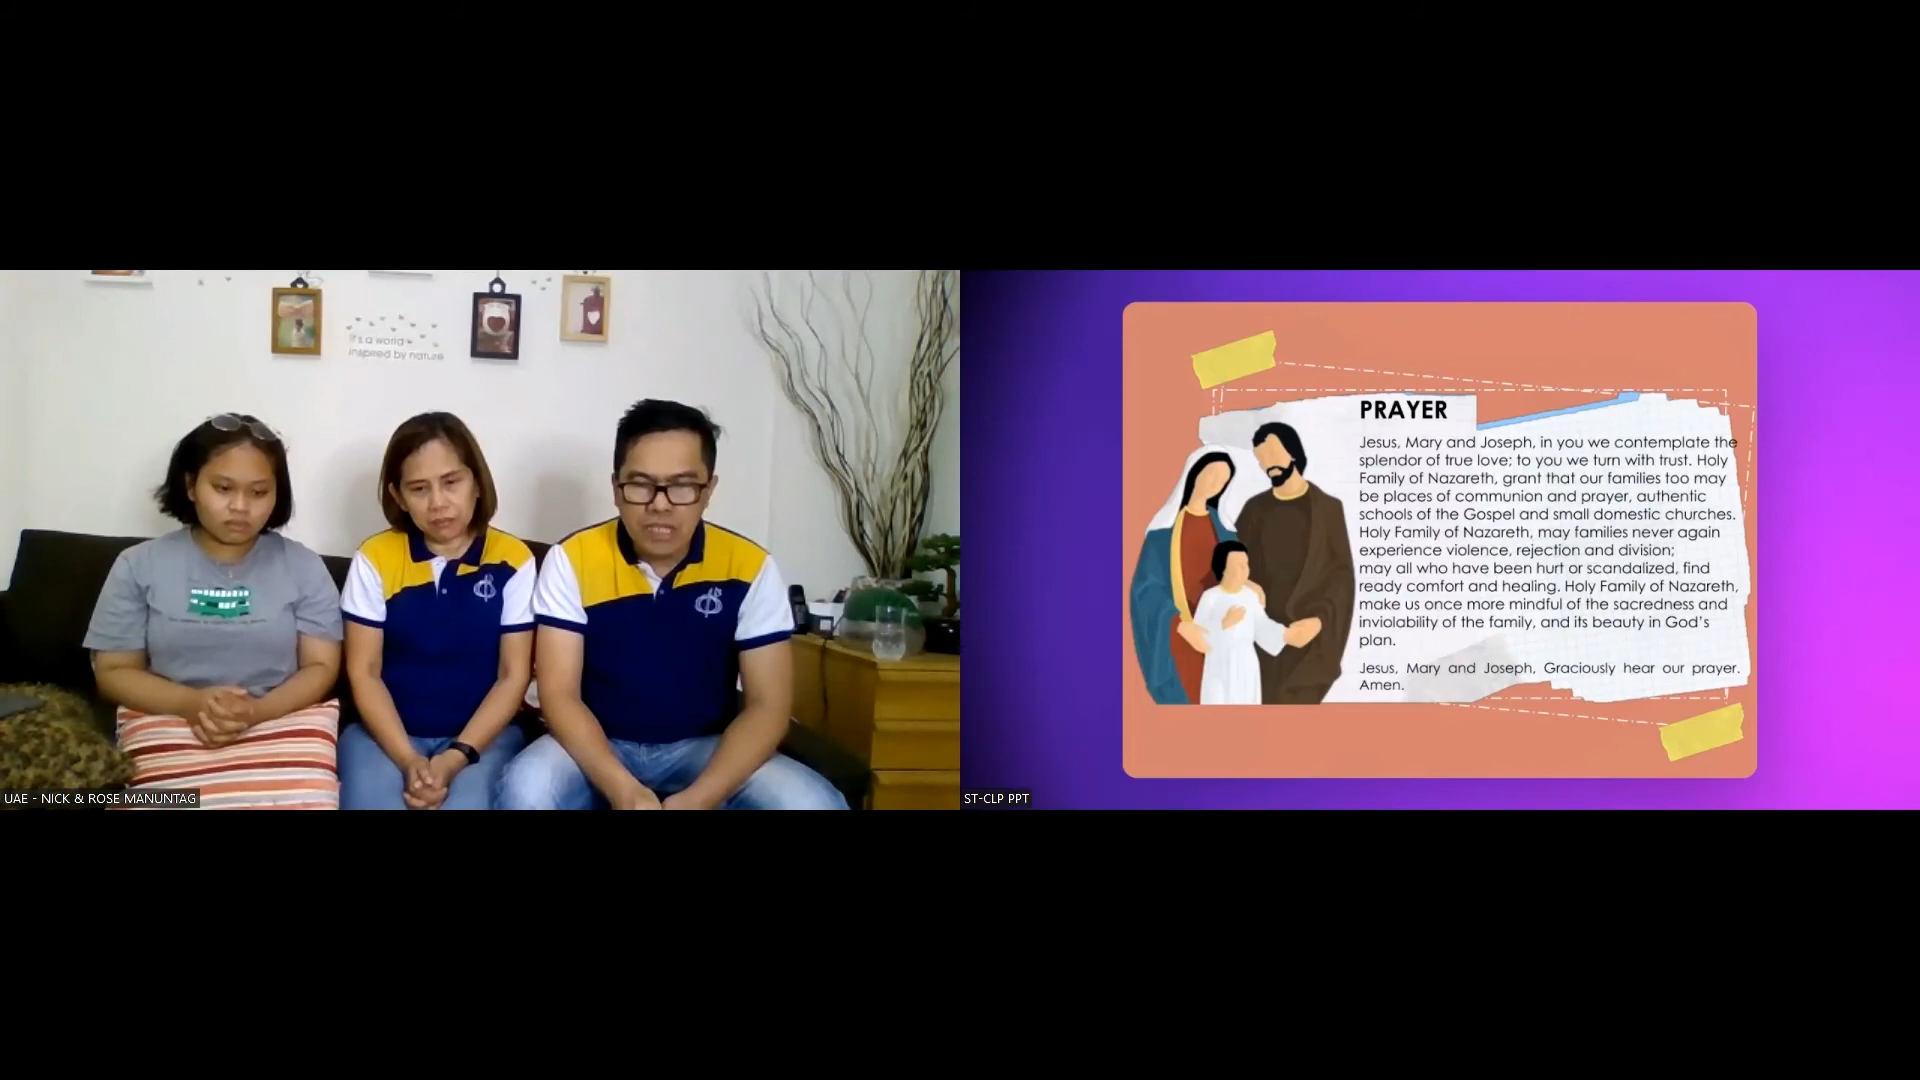 It's a world
inspired by nature
UAE - NICK & ROSE MANUNTAG
PRAYER
Jesus, Mary and Joseph, in you we contemplate the
splendor of true love; to you we turn with trust. Holy
Family of Nazareth, grant that our families too may
be places of communion and prayer, authentic
schools of the Gospel and small domestic churches.
Holy Family of Nazareth, may families never again
experience violence, rejection and division;
may all who have been hurt or scandalized, find
ready comfort and healing. Holy Family of Nazareth,
make us once more mindful of the sacredness and
inviolability of the family, and its beauty in God's
plan.
Jesus, Mary and Joseph, Graciously hear our prayer.
Amen.
ST-CLP PPT